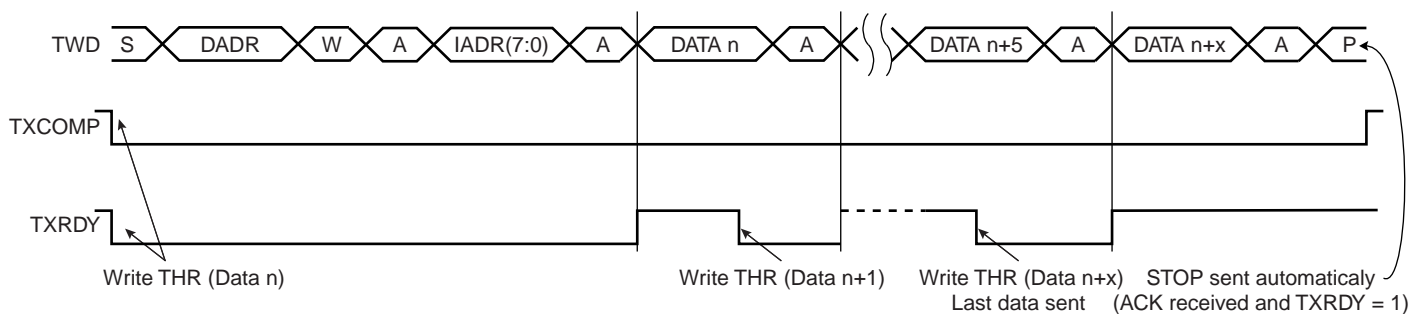 TWD S DADR W A IADR(7:0) A DATA n A DATA n+5 A DATA n+x A P
TXCOMP
TXRDY
Write THR (Data n) Write THR (Data n+1) Write THR (Data n+x) STOP sent automaticaly
Last data sent (ACK received and TXRDY = 1)